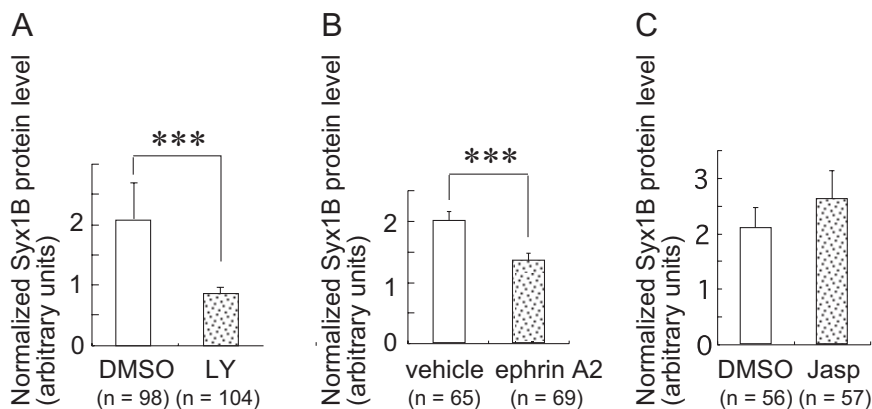 A
Normalized Syx1B protein level
(arbitrary units)
***
2
1
0
DMSO
LY
(n = 98)
(n = 104)
B
Normalized Syx1B protein level
(arbitrary units)
***
2
1
0
vehicle
ephrin A2
(n = 65)
(n = 69)
C
Normalized Syx1B protein level
(arbitrary units)
3
2
1
0
DMSO
Jasp
(n = 56)
(n = 57)